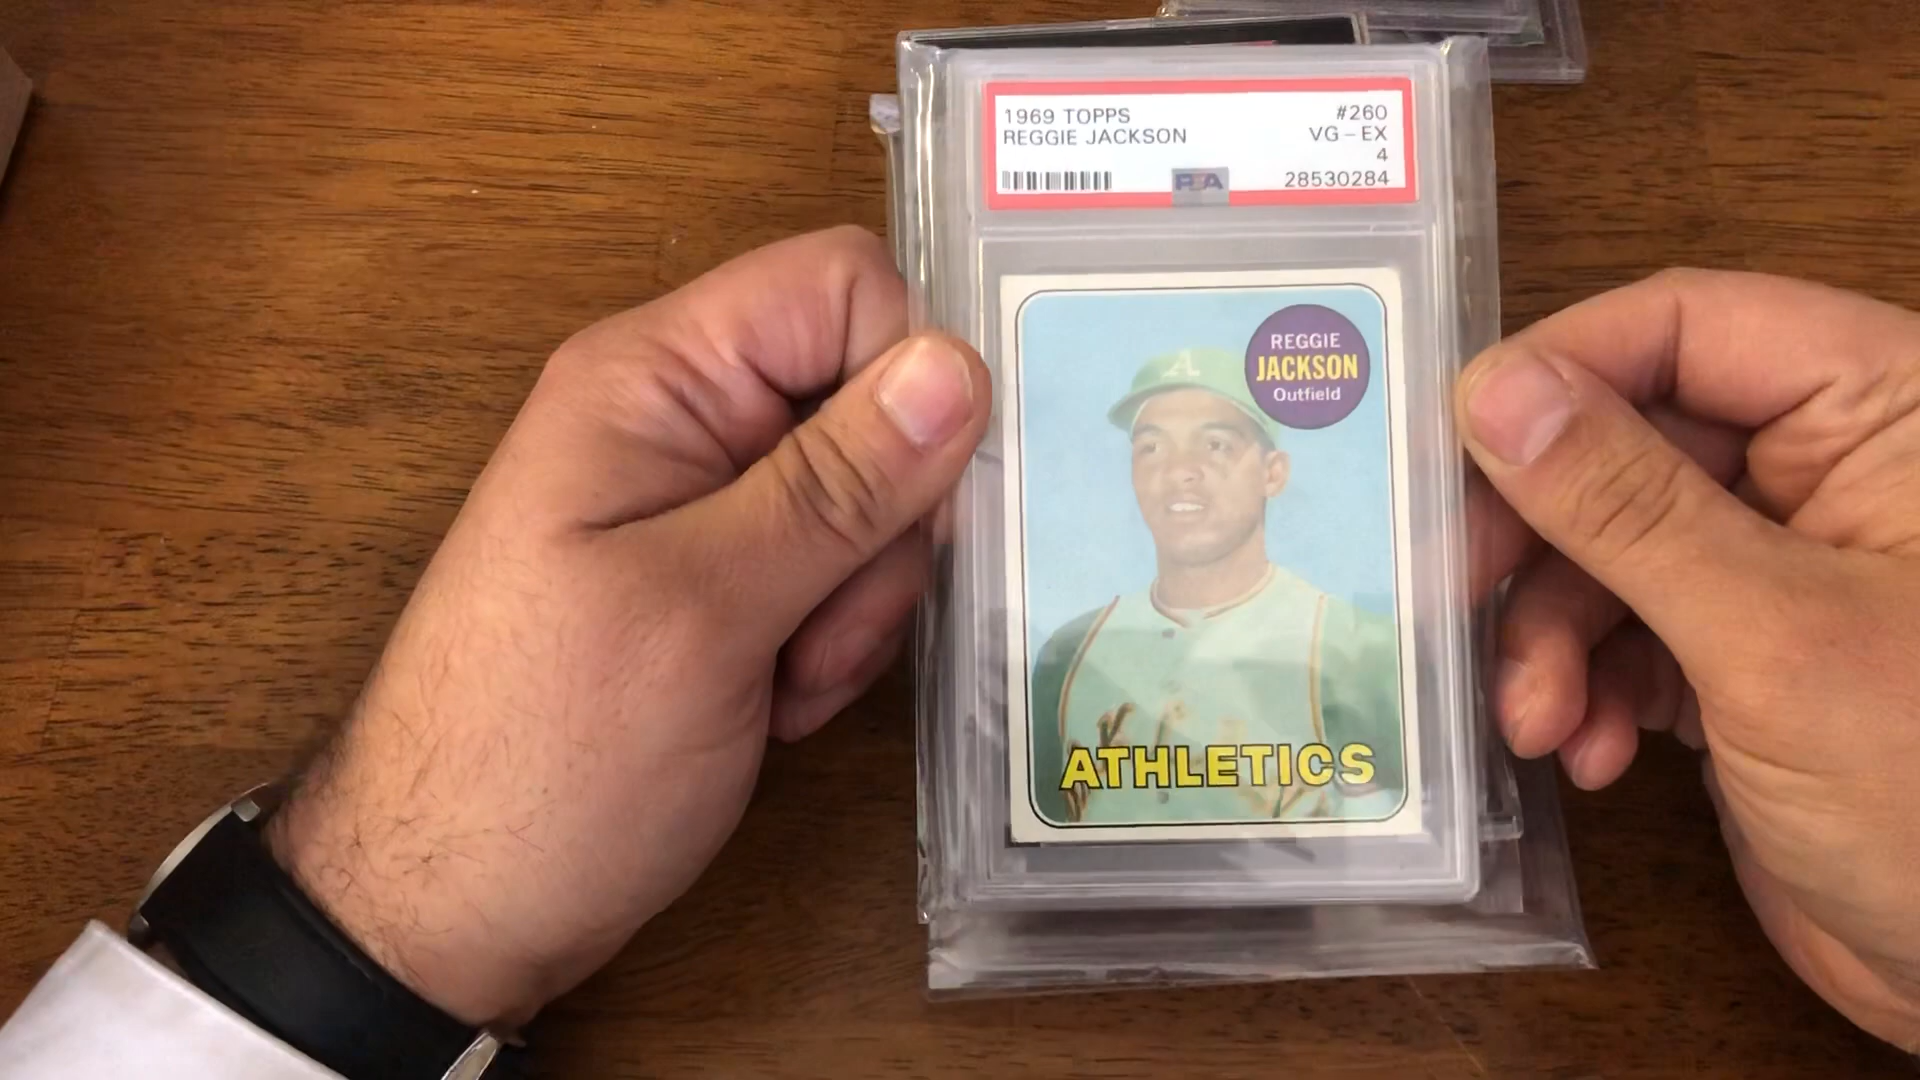 1969 TOPPS #260
REGGIE JACKSON VG-EX
4
PSA 28530284
REGGIE
JACKSON
Outfield
A
ATHLETICS